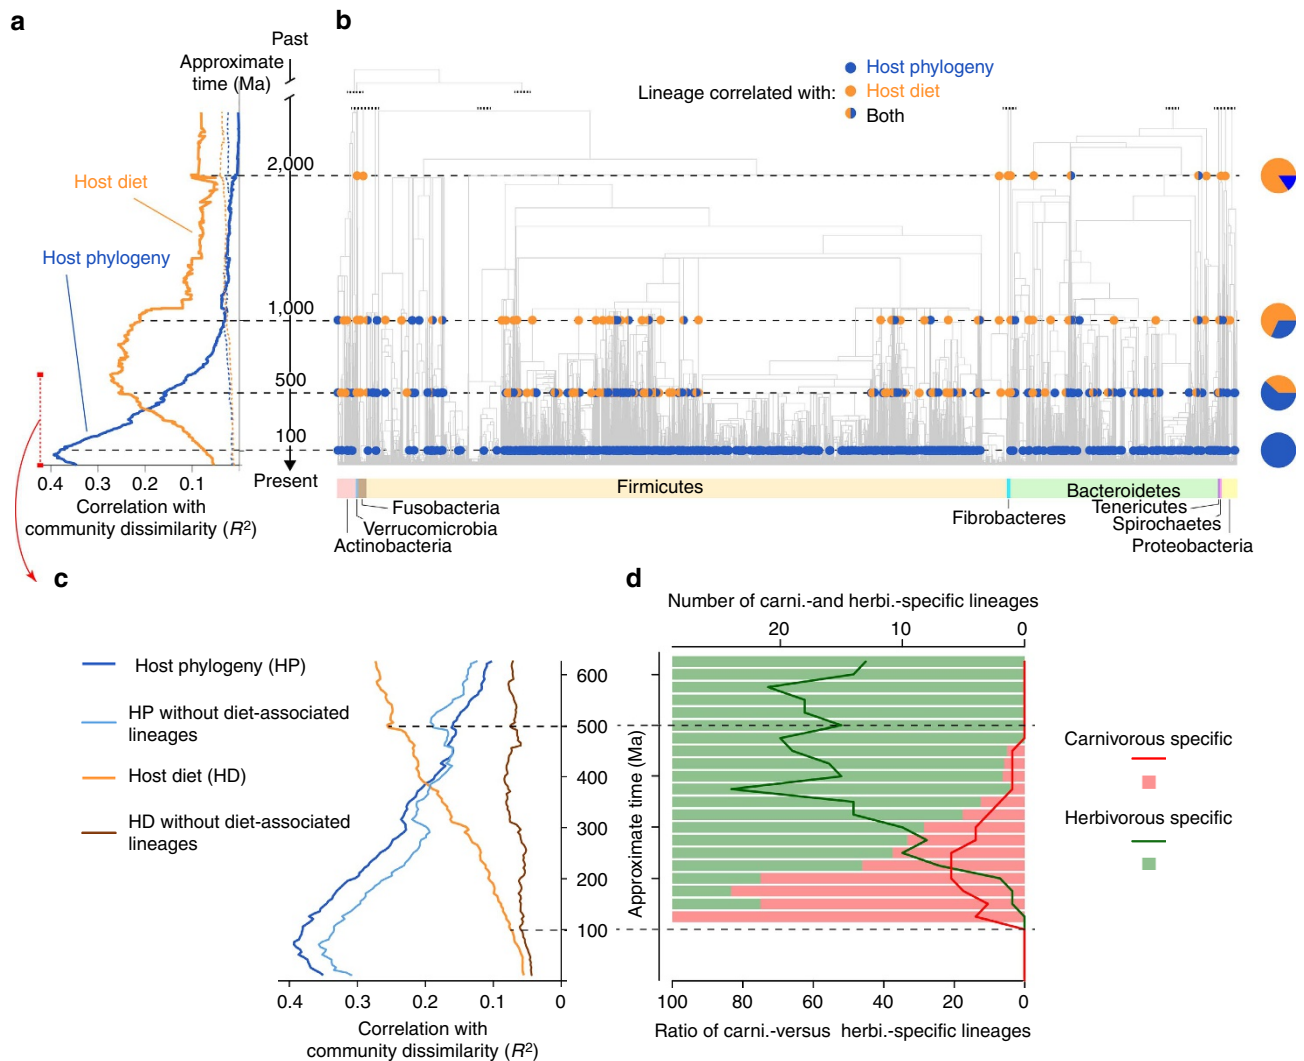 a
Past
Approximate
time (Ma)
Host diet
Host phylogeny
2,000
1,000
500
100
Present
0.4 0.3 0.2 0.1
Correlation with
community dissimilarity (R²)
b
Lineage correlated with:
Host phylogeny
Host diet
Both
Firmicutes
Bacteroidetes
Fusobacteria
Verrucomicrobia
Actinobacteria
Fibrobacteres
Tenericutes
Spirochaetes
Proteobacteria
c
Host phylogeny (HP)
HP without diet-associated
lineages
Host diet (HD)
HD without diet-associated
lineages
600
500
400
300
200
100
0.4 0.3 0.2 0.1 0
Correlation with
community dissimilarity (R²)
d
Number of carni.-and herbi.-specific lineages
20 10 0
Approximate time (Ma)
100 80 60 40 20 0
Ratio of carni.-versus herbi.-specific lineages
Carnivorous specific
Herbivorous specific